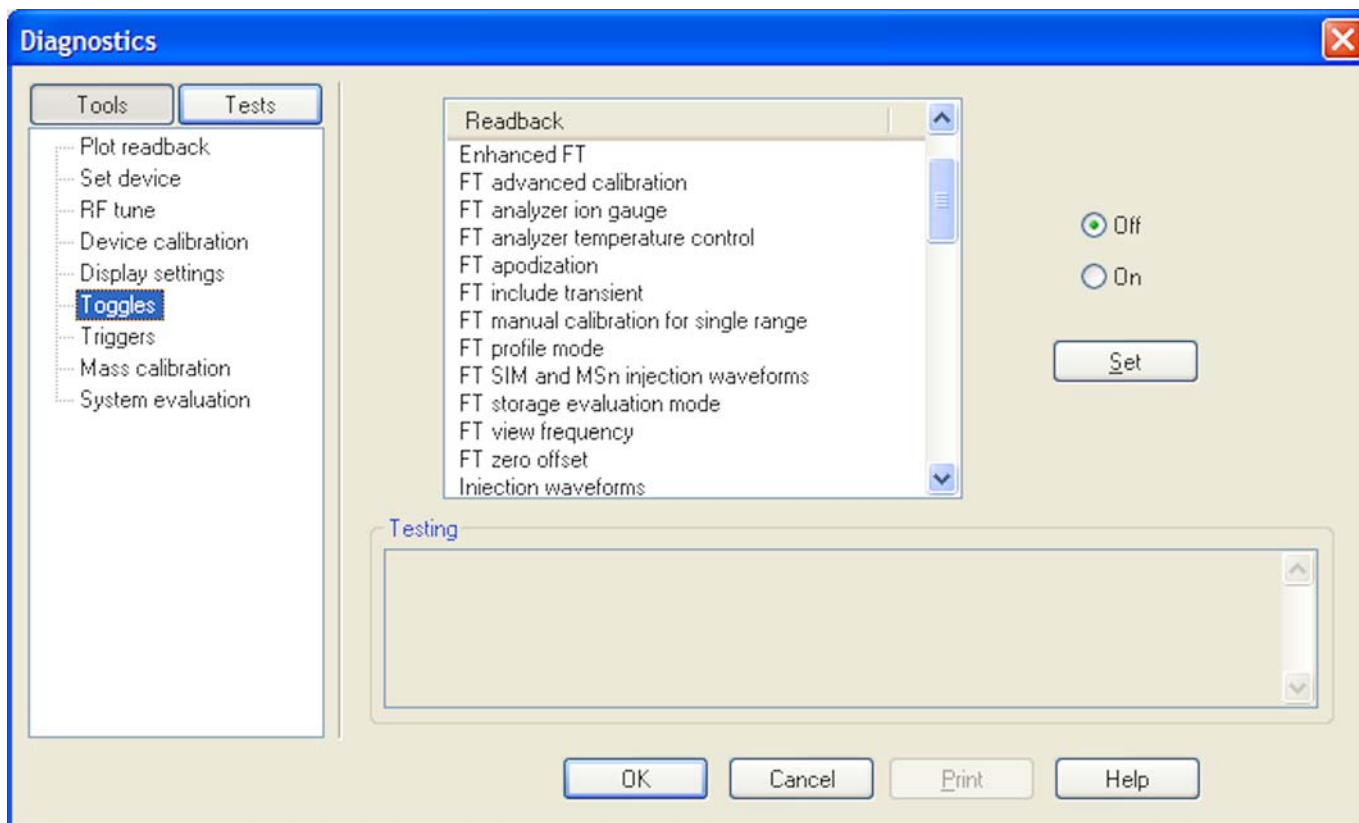 Diagnostics
Tools
Tests
Plot readback
Set device
RF tune
Device calibration
Display settings
Toggles
Triggers
Mass calibration
System evaluation
Readback
Enhanced FT
FT advanced calibration
FT analyzer ion gauge
FT analyzer temperature control
FT apodization
FT include transient
FT manual calibration for single range
FT profile mode
FT SIM and MSn injection waveforms
FT storage evaluation mode
FT view frequency
FT zero offset
Injection waveforms
Off
On
Set
Testing
OK
Cancel
Print
Help